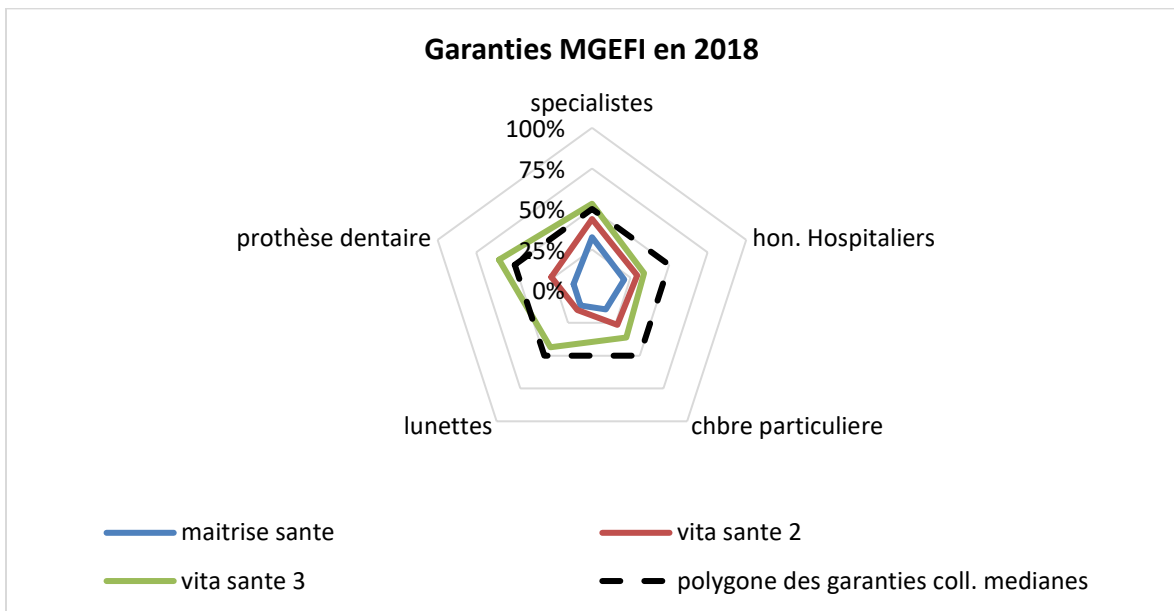 Garanties MGEFI en 2018
specialistes
100%
75%
50%
25%
0%
prothèse dentaire
hon. Hospitaliers
lunettes
chbre particuliere
maitrise sante
vita sante 2
vita sante 3
polygone des garanties coll. medianes